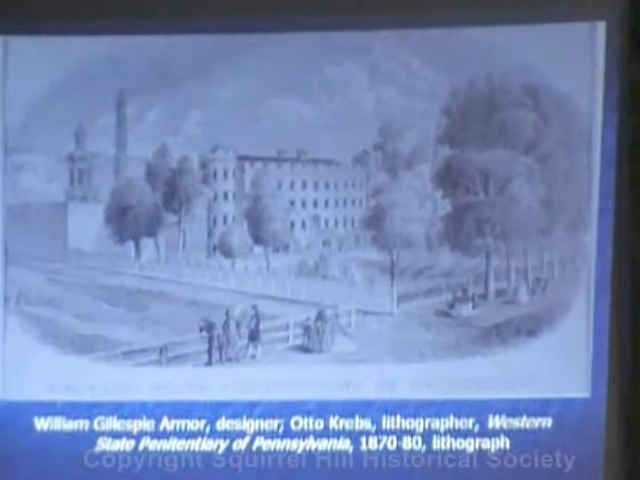 William Gillespie Armor, designer; Otto Krebs, lithographer, Western
State Penitentiary of Pennsylvania, 1870-80, lithograph
Copyright Squirrel Hill Historical Society